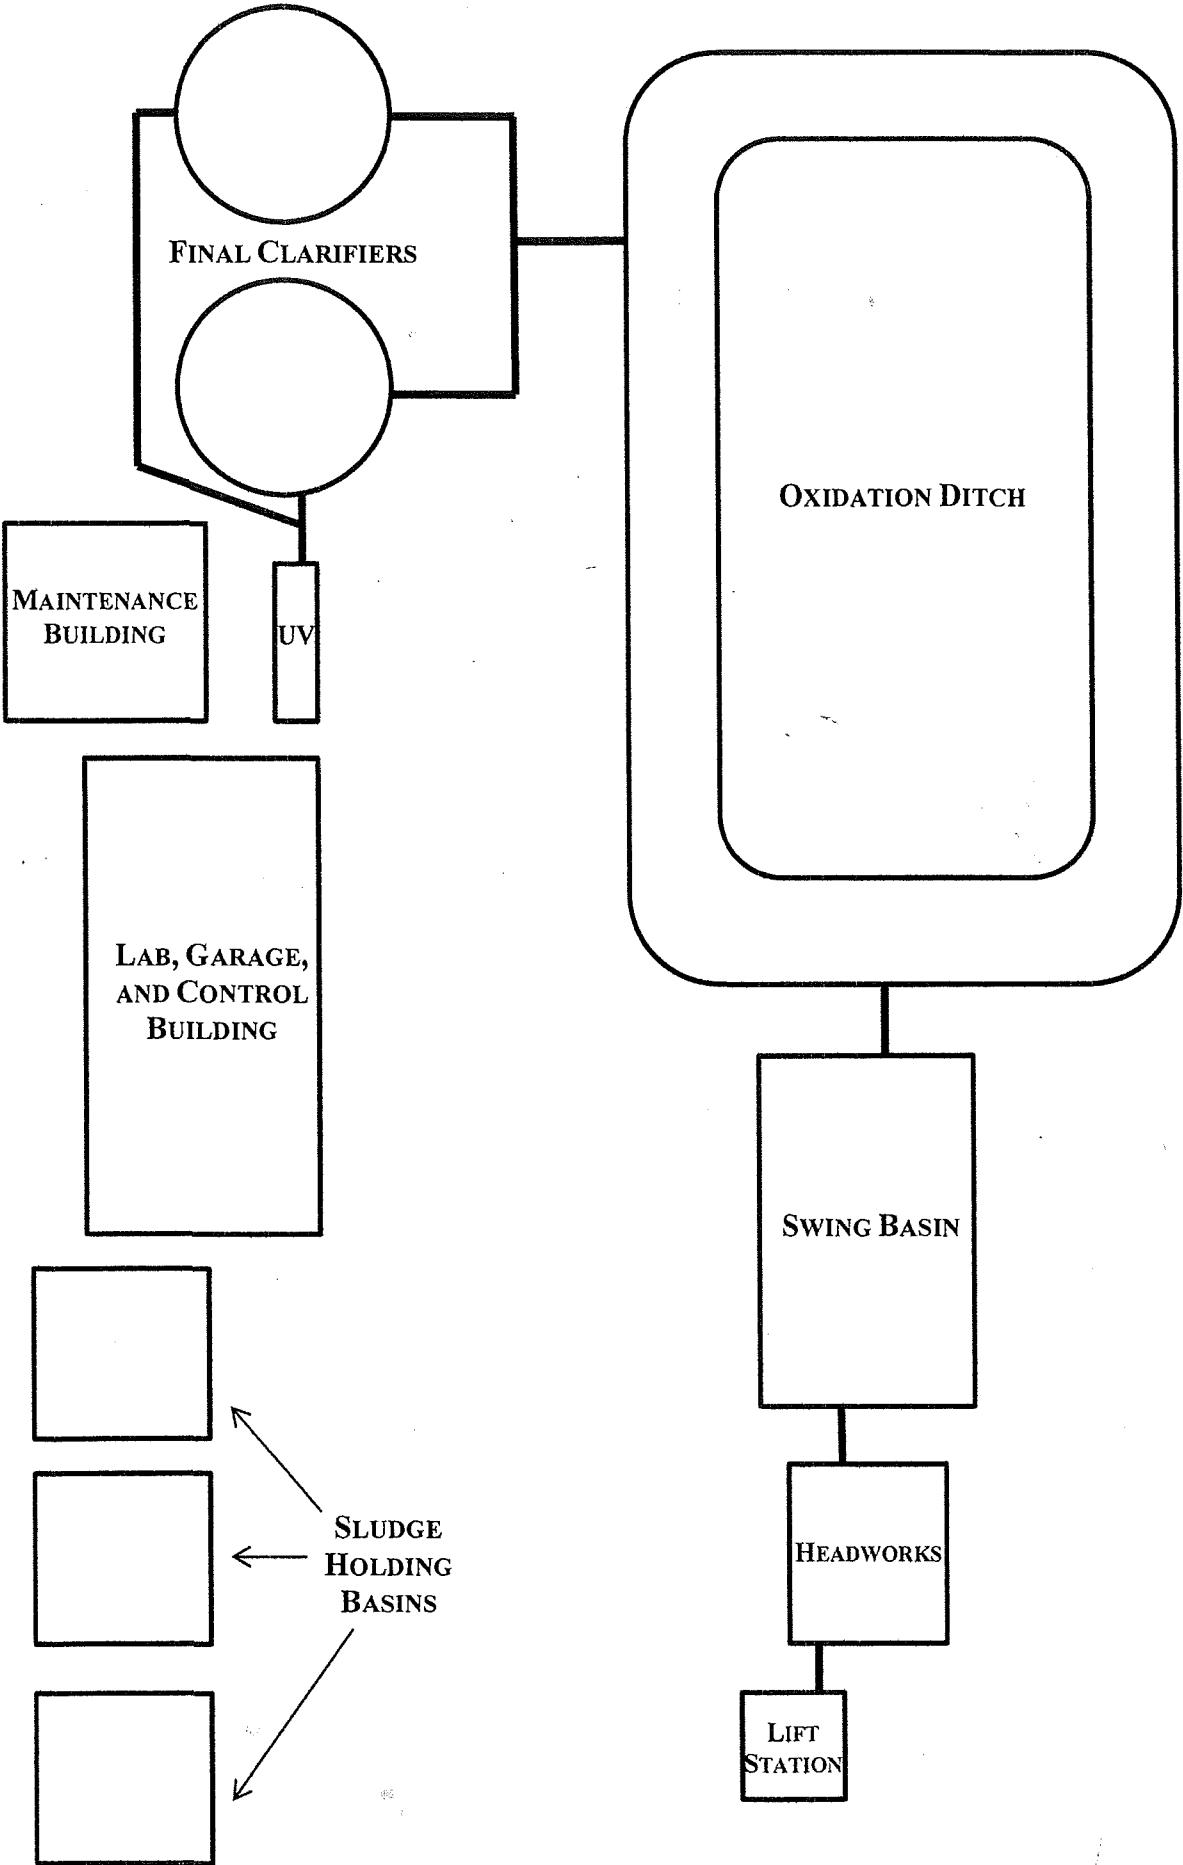 FINAL CLARIFIERS
OXIDATION DITCH
MAINTENANCE
BUILDING
UV
LAB, GARAGE,
AND CONTROL
BUILDING
SWING BASIN
SLUDGE
HOLDING
BASINS
HEADWORKS
LIFT
STATION